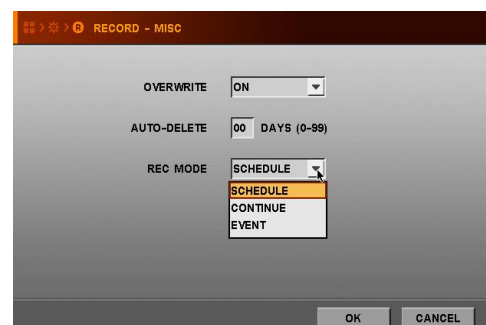 > > R RECORD - MISC
OVERWRITE ON
AUTO-DELETE 00 DAYS (0-99)
REC MODE SCHEDULE
SCHEDULE
CONTINUE
EVENT
OK CANCEL